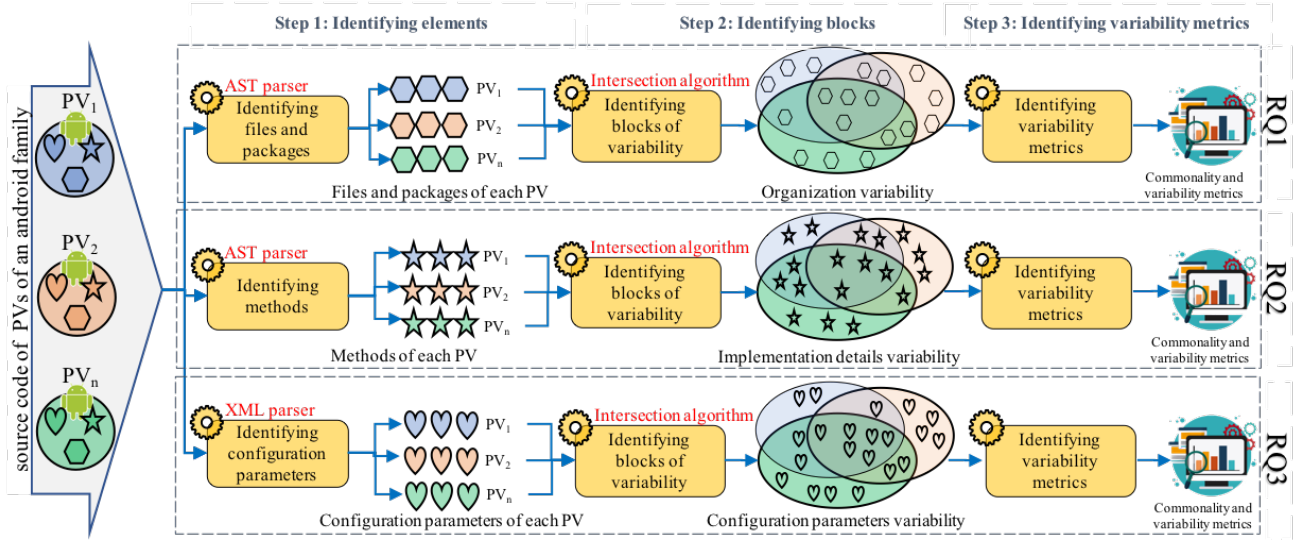 Step 1: Identifying elements
Step 2: Identifying blocks
Step 3: Identifying variability metrics
source code of PVs of an android family
PV1
PV2
PVn
AST parser
Identifying
files and
packages
PV1
PV2
PVn
Files and packages of each PV
Intersection algorithm
Identifying
blocks of
variability
Organization variability
Identifying
variability
metrics
Commonality and
variability metrics
RQ1
AST parser
Identifying
methods
PV1
PV2
PVn
Methods of each PV
Intersection algorithm
Identifying
blocks of
variability
Implementation details variability
Identifying
variability
metrics
Commonality and
variability metrics
RQ2
XML parser
Identifying
configuration
parameters
PV1
PV2
PVn
Configuration parameters of each PV
Intersection algorithm
Identifying
blocks of
variability
Configuration parameters variability
Identifying
variability
metrics
Commonality and
variability metrics
RQ3